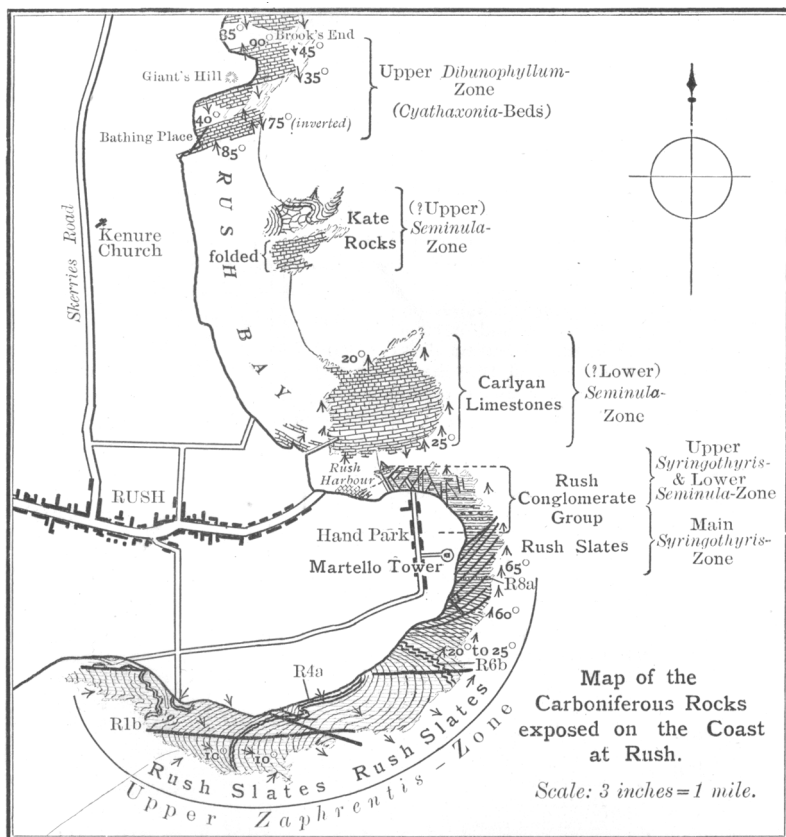 35°
90°
Brook's End
45°
35°
Giant's Hill
40°
75° (inverted)
Bathing Place
85°
Upper Dibunophyllum-
Zone
(Cyathaxonia-Beds)
RUSH BAY
Skerries Road
Kenure
Church
Kate
Rocks
folded
(?Upper)
Seminula-
Zone
20°
25°
Carlyan
Limestones
(?Lower)
Seminula-
Zone
Rush
Harbour
RUSH
Rush
Conglomerate
Group
Upper
Syringothyris-
& Lower
Seminula-Zone
Hand Park
Martello Tower
Rush Slates
Main
Syringothyris-
Zone
65°
R8a
60°
20° to 25°
R6b
R4a
R1b
10°
10°
Rush Slates Rush Slates
Upper Zaphrentis-Zone
Map of the
Carboniferous Rocks
exposed on the Coast
at Rush.
Scale: 3 inches = 1 mile.